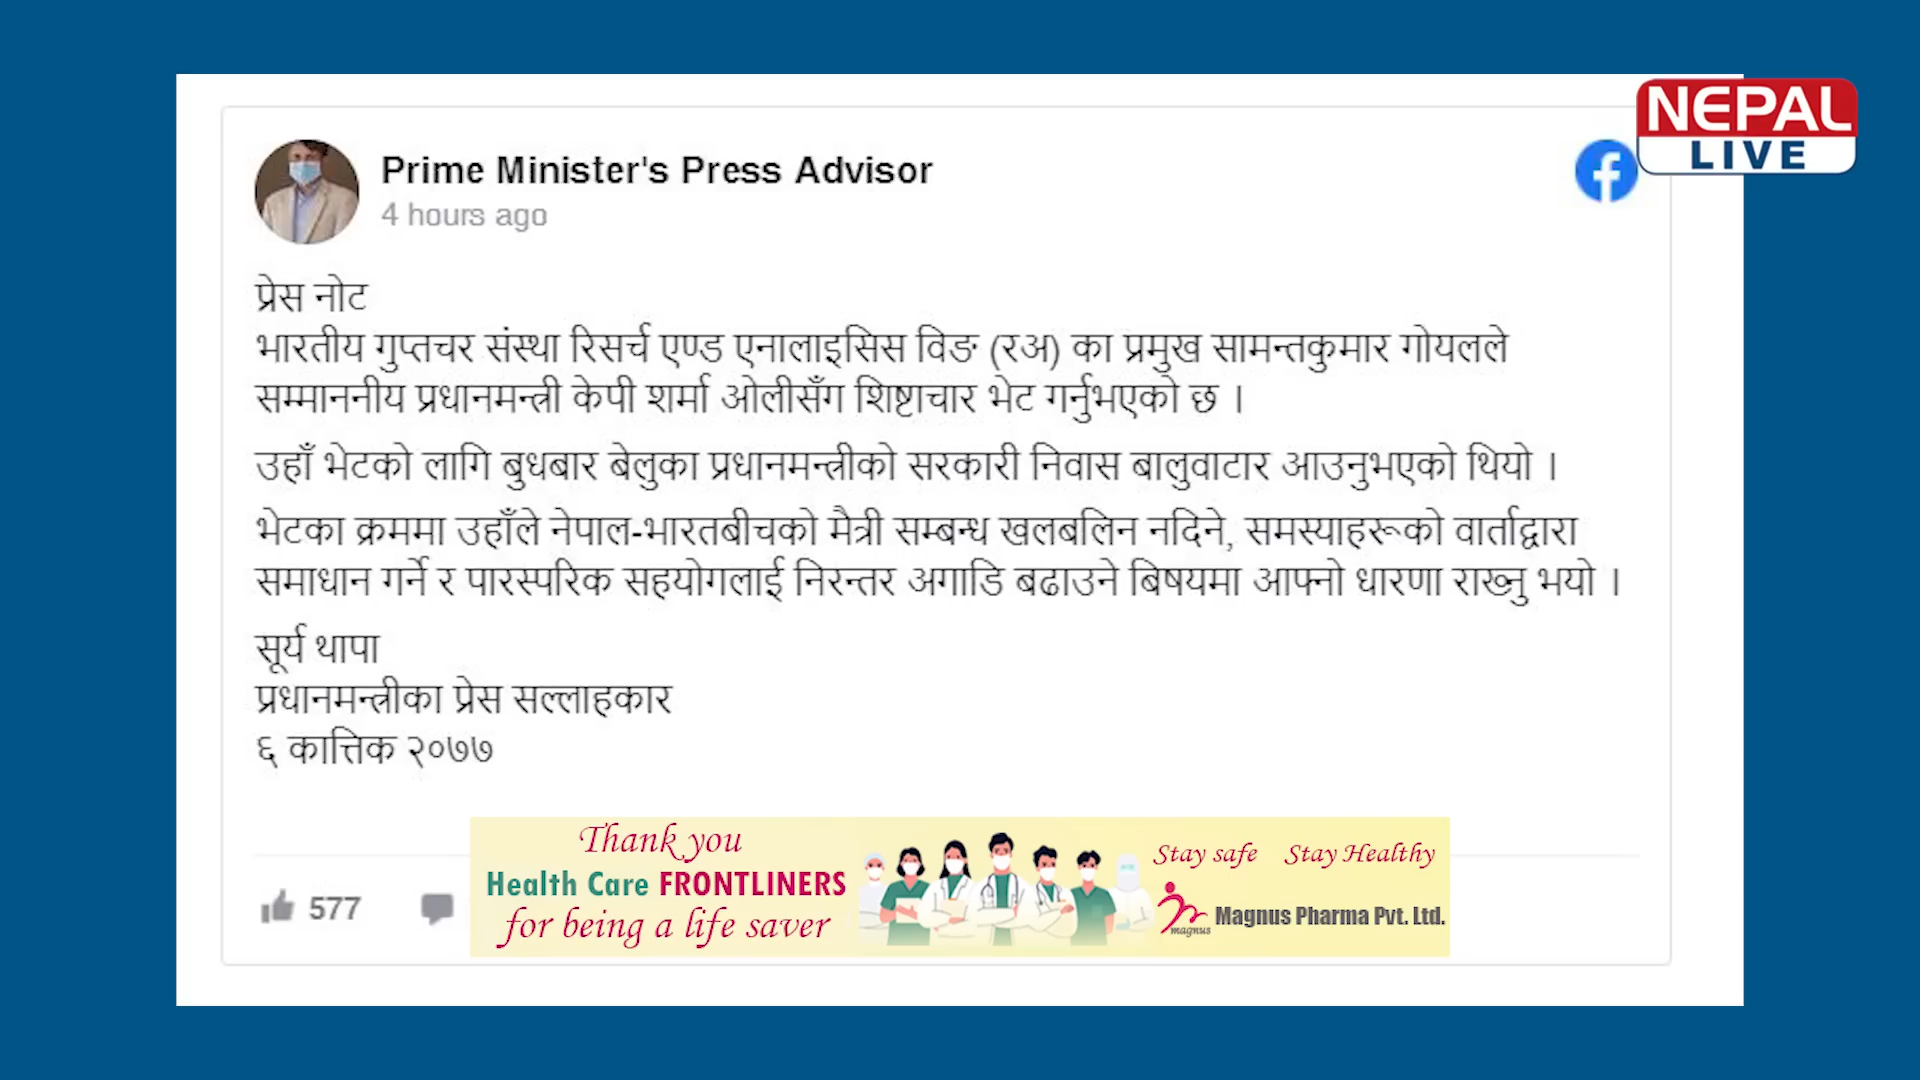 NEPAL
LIVE
Prime Minister's Press Advisor
4 hours ago
प्रेस नोट
भारतीय गुप्तचर संस्था रिसर्च एण्ड एनालाइसिस विङ (रअ) का प्रमुख सामन्तकुमार गोयलले
सम्माननीय प्रधानमन्त्री केपी शर्मा ओलीसँग शिष्टाचार भेट गर्नुभएको छ ।
उहाँ भेटको लागि बुधबार बेलुका प्रधानमन्त्रीको सरकारी निवास बालुवाटार आउनुभएको थियो ।
भेटका क्रममा उहाँले नेपाल-भारतबीचको मैत्री सम्बन्ध खलबलिन नदिने, समस्याहरूको वार्ताद्वारा
समाधान गर्ने र पारस्परिक सहयोगलाई निरन्तर अगाडि बढाउने बिषयमा आफ्नो धारणा राख्नु भयो ।
सूर्य थापा
प्रधानमन्त्रीका प्रेस सल्लाहकार
६ कात्तिक २०७७
577
Thank you
Health Care FRONTLINERS
for being a life saver
Stay safe Stay Healthy
magnus
Magnus Pharma Pvt. Ltd.